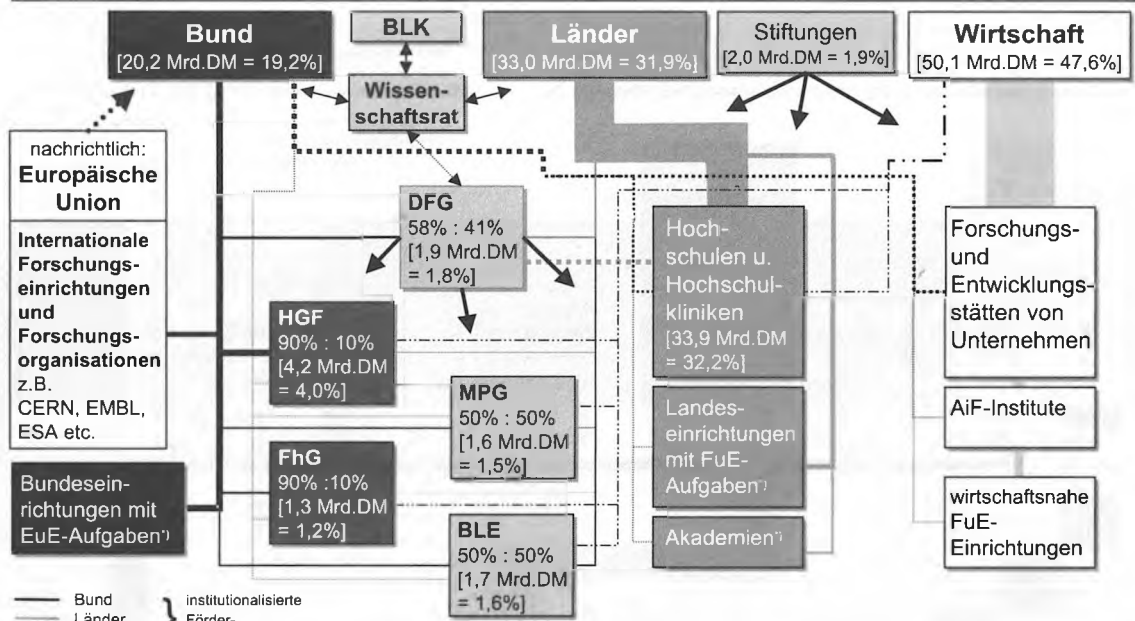 Bund
[20,2 Mrd.DM = 19,2%]
BLK
Länder
[33,0 Mrd.DM = 31,9%]
Stiftungen
[2,0 Mrd.DM = 1,9%]
Wirtschaft
[50,1 Mrd.DM = 47,6%]
Wissen-
schaftsrat
nachrichtlich:
Europäische
Union
Internationale
Forschungs-
einrichtungen
und
Forschungs-
organisationen
z.B.
CERN, EMBL,
ESA etc.
Bundesein-
richtungen mit
EuE-Aufgaben*)
DFG
58% : 41%
[1,9 Mrd.DM
= 1,8%]
HGF
90% : 10%
[4,2 Mrd.DM
= 4,0%]
MPG
50% : 50%
[1,6 Mrd.DM
= 1,5%]
FhG
90% :10%
[1,3 Mrd.DM
= 1,2%]
BLE
50% : 50%
[1,7 Mrd.DM
= 1,6%]
Hoch-
schulen u.
Hochschul-
kliniken
[33,9 Mrd.DM
= 32,2%]
Landes-
einrichtungen
mit FuE-
Aufgaben*)
Akademien*)
Forschungs-
und
Entwicklungs-
stätten von
Unternehmen
AiF-Institute
wirtschaftsnahe
FuE-
Einrichtungen
Bund
Länder
} institutionalisierte
Förder-